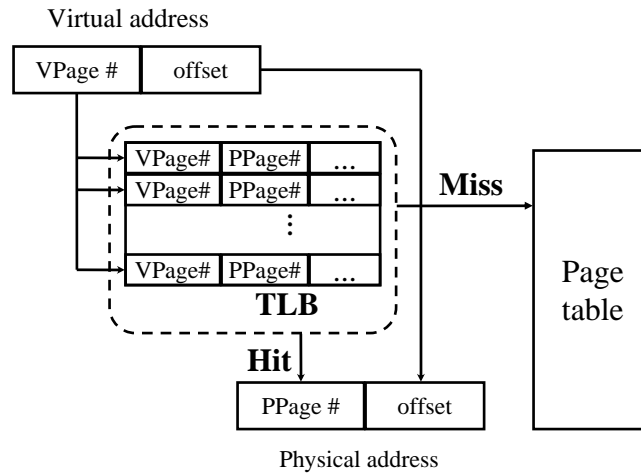 Virtual address
VPage # offset
VPage# PPage# ...
VPage# PPage# ...
⋮
VPage# PPage# ...
TLB
Miss
Page
table
Hit
PPage # offset
Physical address